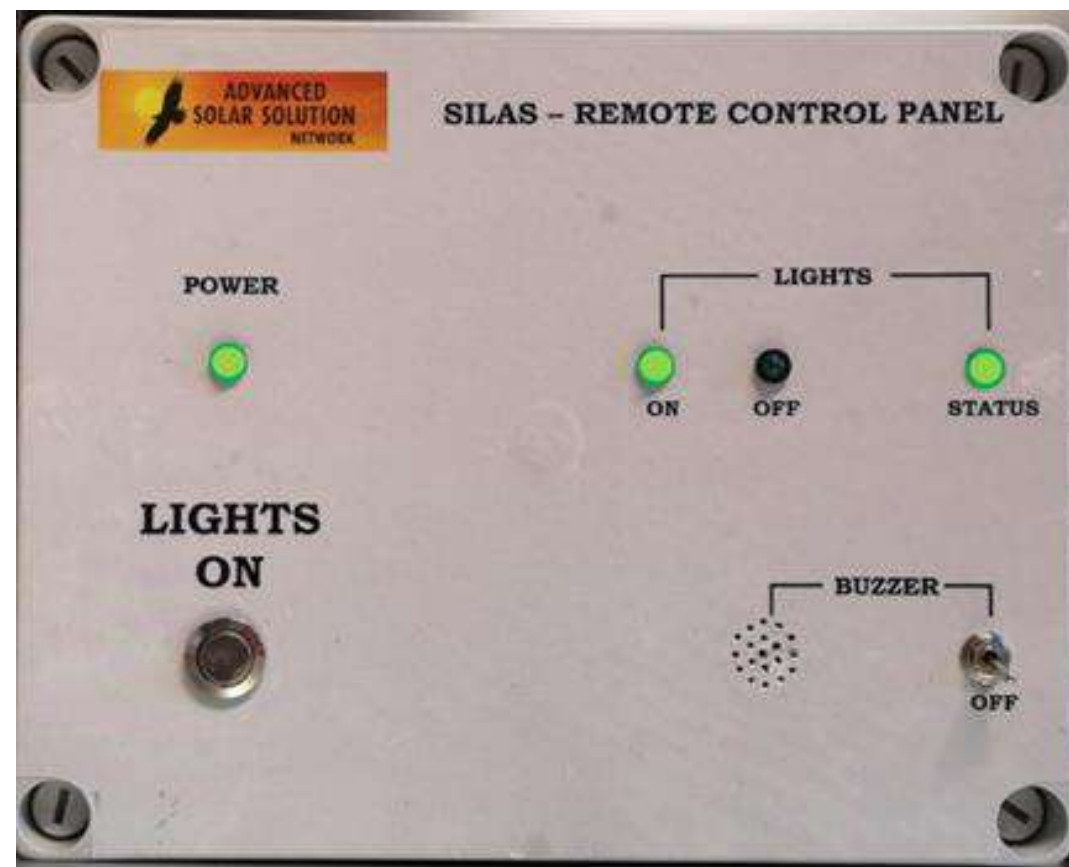 ADVANCED
SOLAR SOLUTION
NETWORK
SILAS – REMOTE CONTROL PANEL
POWER
LIGHTS
ON
OFF
STATUS
LIGHTS
ON
BUZZER
OFF